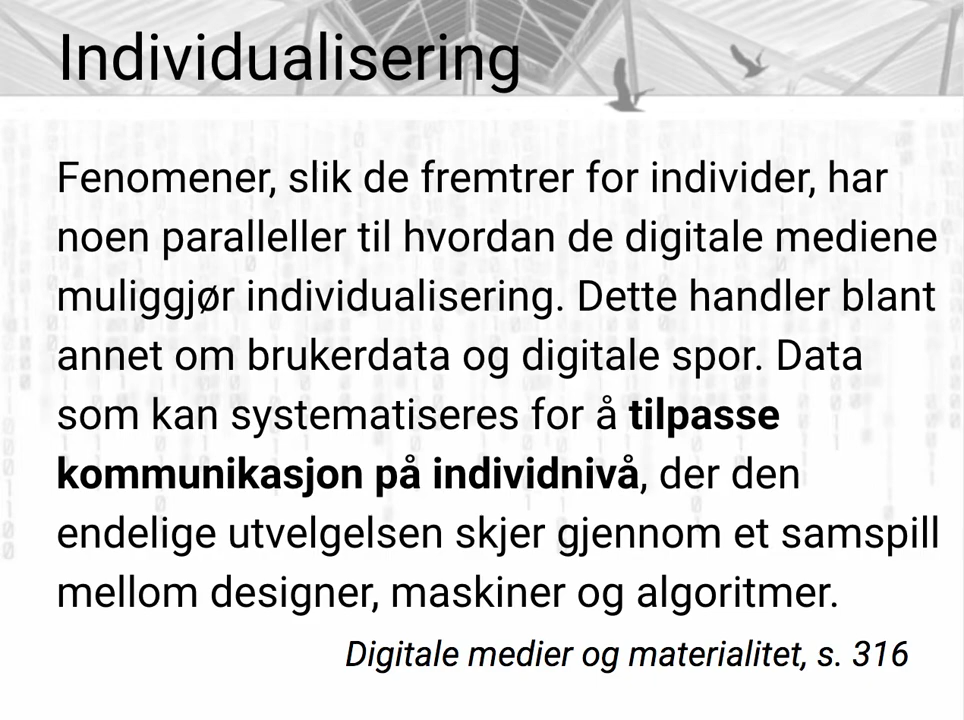 Individualisering
Fenomener, slik de fremtrer for individer, har
noen paralleller til hvordan de digitale mediene
muliggjør individualisering. Dette handler blant
annet om brukerdata og digitale spor. Data
som kan systematiseres for å tilpasse
kommunikasjon på individnivå, der den
endelige utvelgelsen skjer gjennom et samspill
mellom designer, maskiner og algoritmer.
Digitale medier og materialitet, s. 316